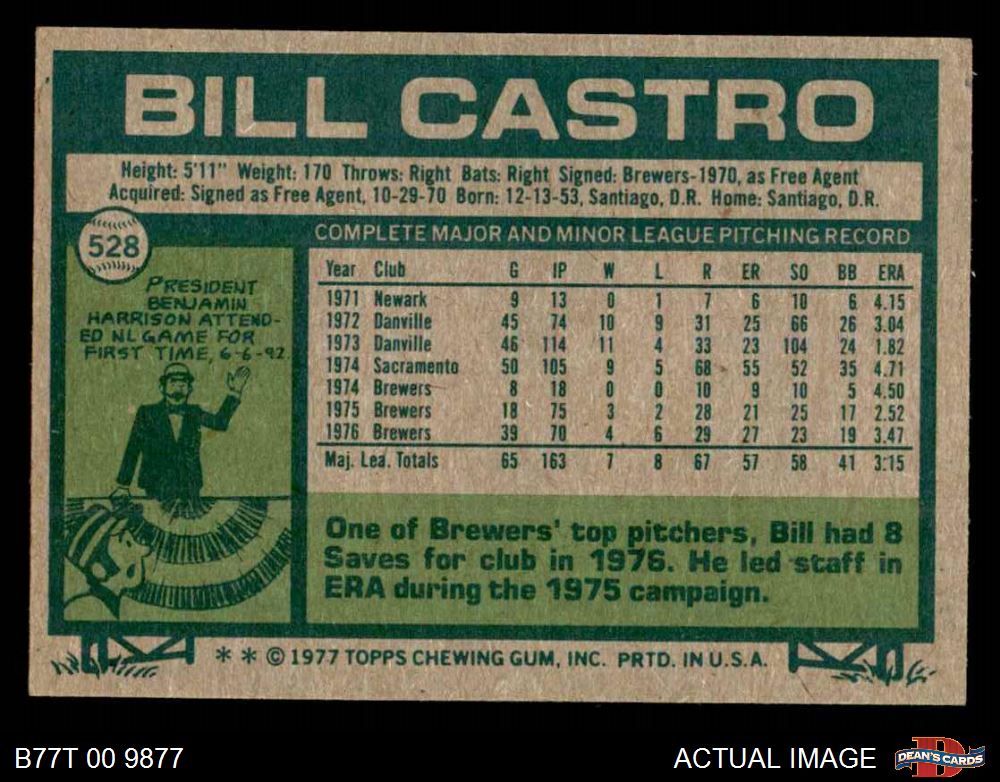 BILL CASTRO
Height: 5'11" Weight: 170 Throws: Right Bats: Right Signed: Brewers-1970, as Free Agent
Acquired: Signed as Free Agent, 10-29-70 Born: 12-13-53, Santiago, D.R. Home: Santiago, D.R.
528
PRESIDENT
BENJAMIN
HARRISON ATTEND-
ED NL GAME FOR
FIRST TIME, 6-6-92
COMPLETE MAJOR AND MINOR LEAGUE PITCHING RECORD
Year Club G IP W L R ER SO BB ERA
1971 Newark 9 13 0 1 7 6 10 6 4.15
1972 Danville 45 74 10 9 31 25 66 26 3.04
1973 Danville 46 114 11 4 33 23 104 24 1.82
1974 Sacramento 50 105 9 5 68 55 52 35 4.71
1974 Brewers 8 18 0 0 10 9 10 5 4.50
1975 Brewers 18 75 3 2 28 21 25 17 2.52
1976 Brewers 39 70 4 6 29 27 23 19 3.47
Maj. Lea. Totals 65 163 7 8 67 57 58 41 3.15
One of Brewers' top pitchers, Bill had 8
Saves for club in 1976. He led staff in
ERA during the 1975 campaign.
* * © 1977 TOPPS CHEWING GUM, INC. PRTD. IN U.S.A.
B77T 00 9877
ACTUAL IMAGE
D
DEAN'S CARDS